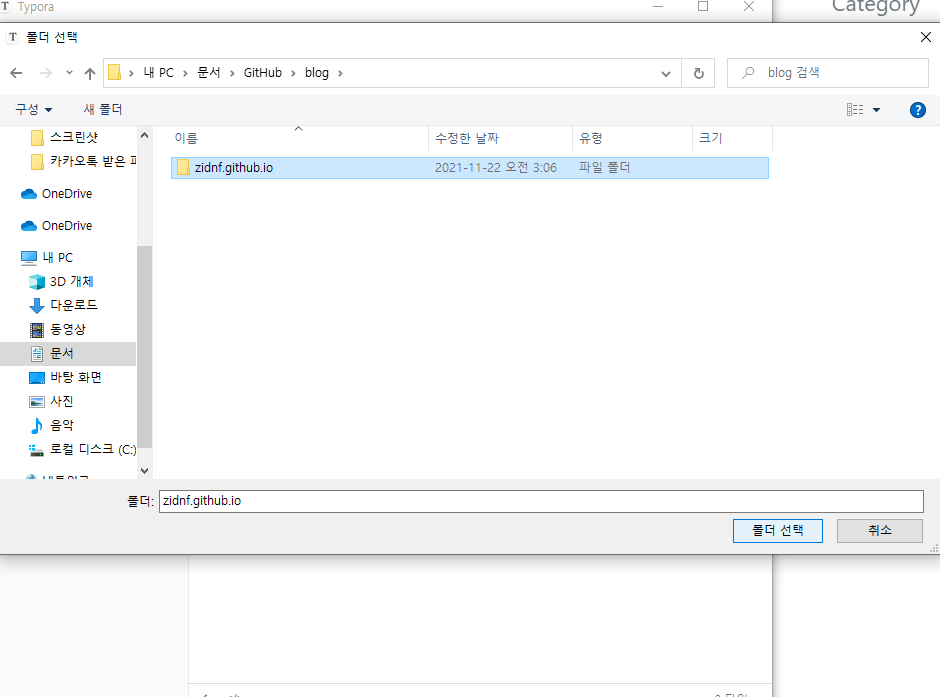 Typora
Category
폴더 선택
내 PC 문서 GitHub blog
blog 검색
구성 새 폴더
이름 수정한 날짜 유형 크기
zidnf.github.io 2021-11-22 오전 3:06 파일 폴더
스크린샷
카카오톡 받은
OneDrive
OneDrive
내 PC
3D 개체
다운로드
동영상
문서
바탕 화면
사진
음악
로컬 디스크 (C:)
폴더: zidnf.github.io
폴더 선택 취소